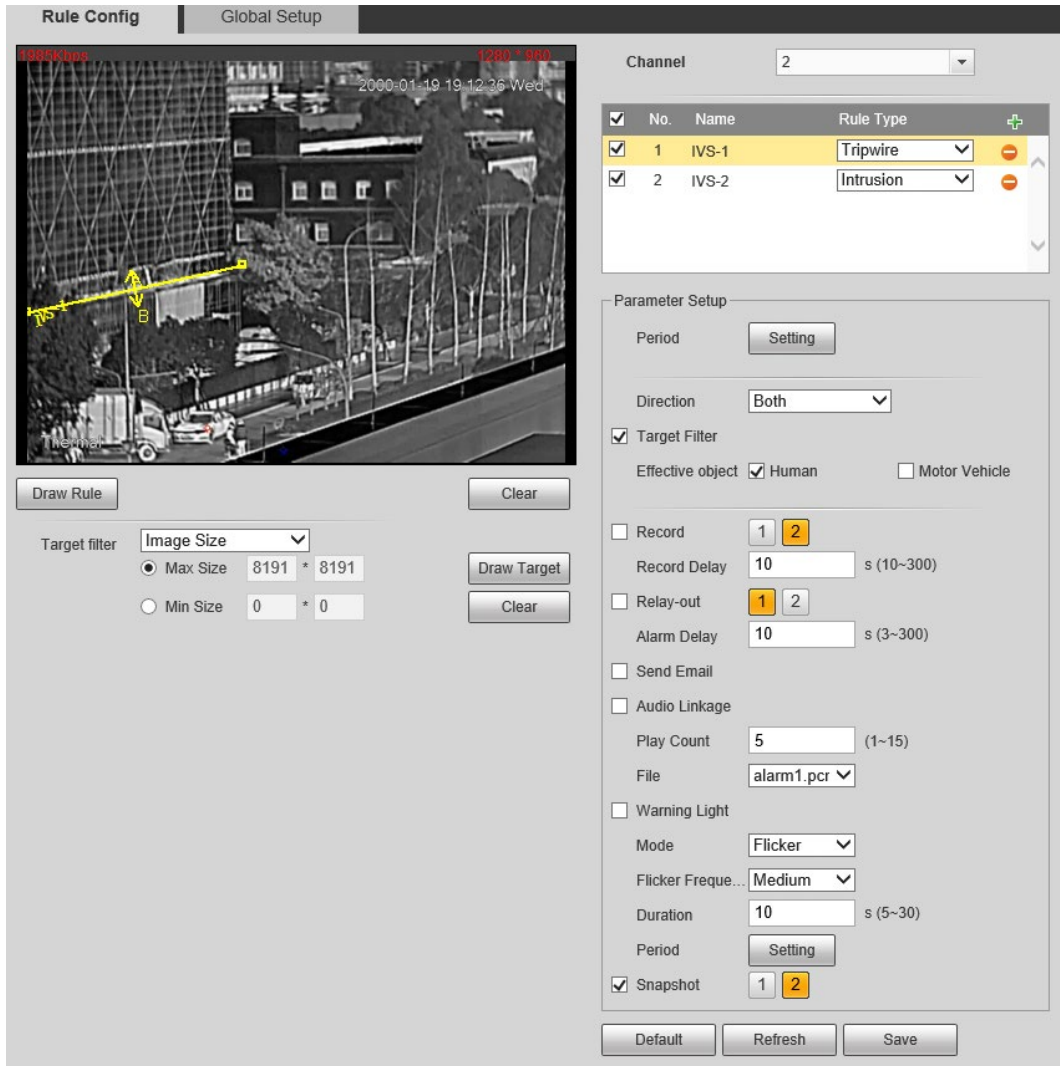 Rule Config
Global Setup
1985Kbps
1280 * 960
2000-01-19 19:12:36 Wed
IVS-1
B
Thermal
Draw Rule
Clear
Target filter
Image Size
Max Size 8191 * 8191
Draw Target
Min Size 0 * 0
Clear
Channel 2
No. Name Rule Type
1 IVS-1 Tripwire
2 IVS-2 Intrusion
Parameter Setup
Period Setting
Direction Both
Target Filter
Effective object Human Motor Vehicle
Record 1 2
Record Delay 10 s (10~300)
Relay-out 1 2
Alarm Delay 10 s (3~300)
Send Email
Audio Linkage
Play Count 5 (1~15)
File alarm1.pcr
Warning Light
Mode Flicker
Flicker Freque... Medium
Duration 10 s (5~30)
Period Setting
Snapshot 1 2
Default Refresh Save